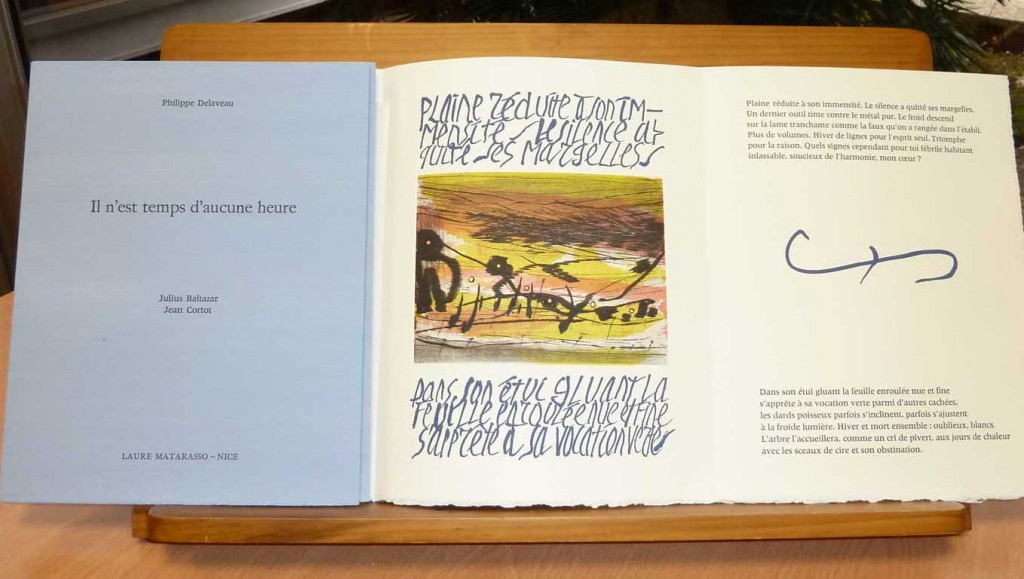 Philippe Delaveau
Il n'est temps d'aucune heure
Julius Baltazar
Jean Cortot
LAURE MATARASSO – NICE
PLAINE RÉDUITE À SON IM–
MENSITÉ LE SILENCE A
QUITTÉ SES MARGELLES
DANS SON ÉTUI GLUANT LA
FEUILLE ENROULÉE NUE ET FINE
S'APPRÊTE À SA VOCATION VERTE
Plaine réduite à son immensité. Le silence a quitté ses margelles.
Un dernier outil tinte contre le métal pur. Le froid descend
sur la lame tranchante comme la faux qu'on a rangée dans l'établi.
Plus de volumes. Hiver de lignes pour l'esprit seul. Triomphe
pour la raison. Quels signes cependant pour toi fébrile habitant
inlassable, soucieux de l'harmonie, mon cœur ?
Dans son étui gluant la feuille enroulée nue et fine
s'apprête à sa vocation verte parmi d'autres cachées,
les dards poisseux parfois s'inclinent, parfois s'ajustent
à la froide lumière. Hiver et mort ensemble : oublieux, blancs.
L'arbre l'accueillera, comme un cri de pivert, aux jours de chaleur
avec les sceaux de cire et son obstination.